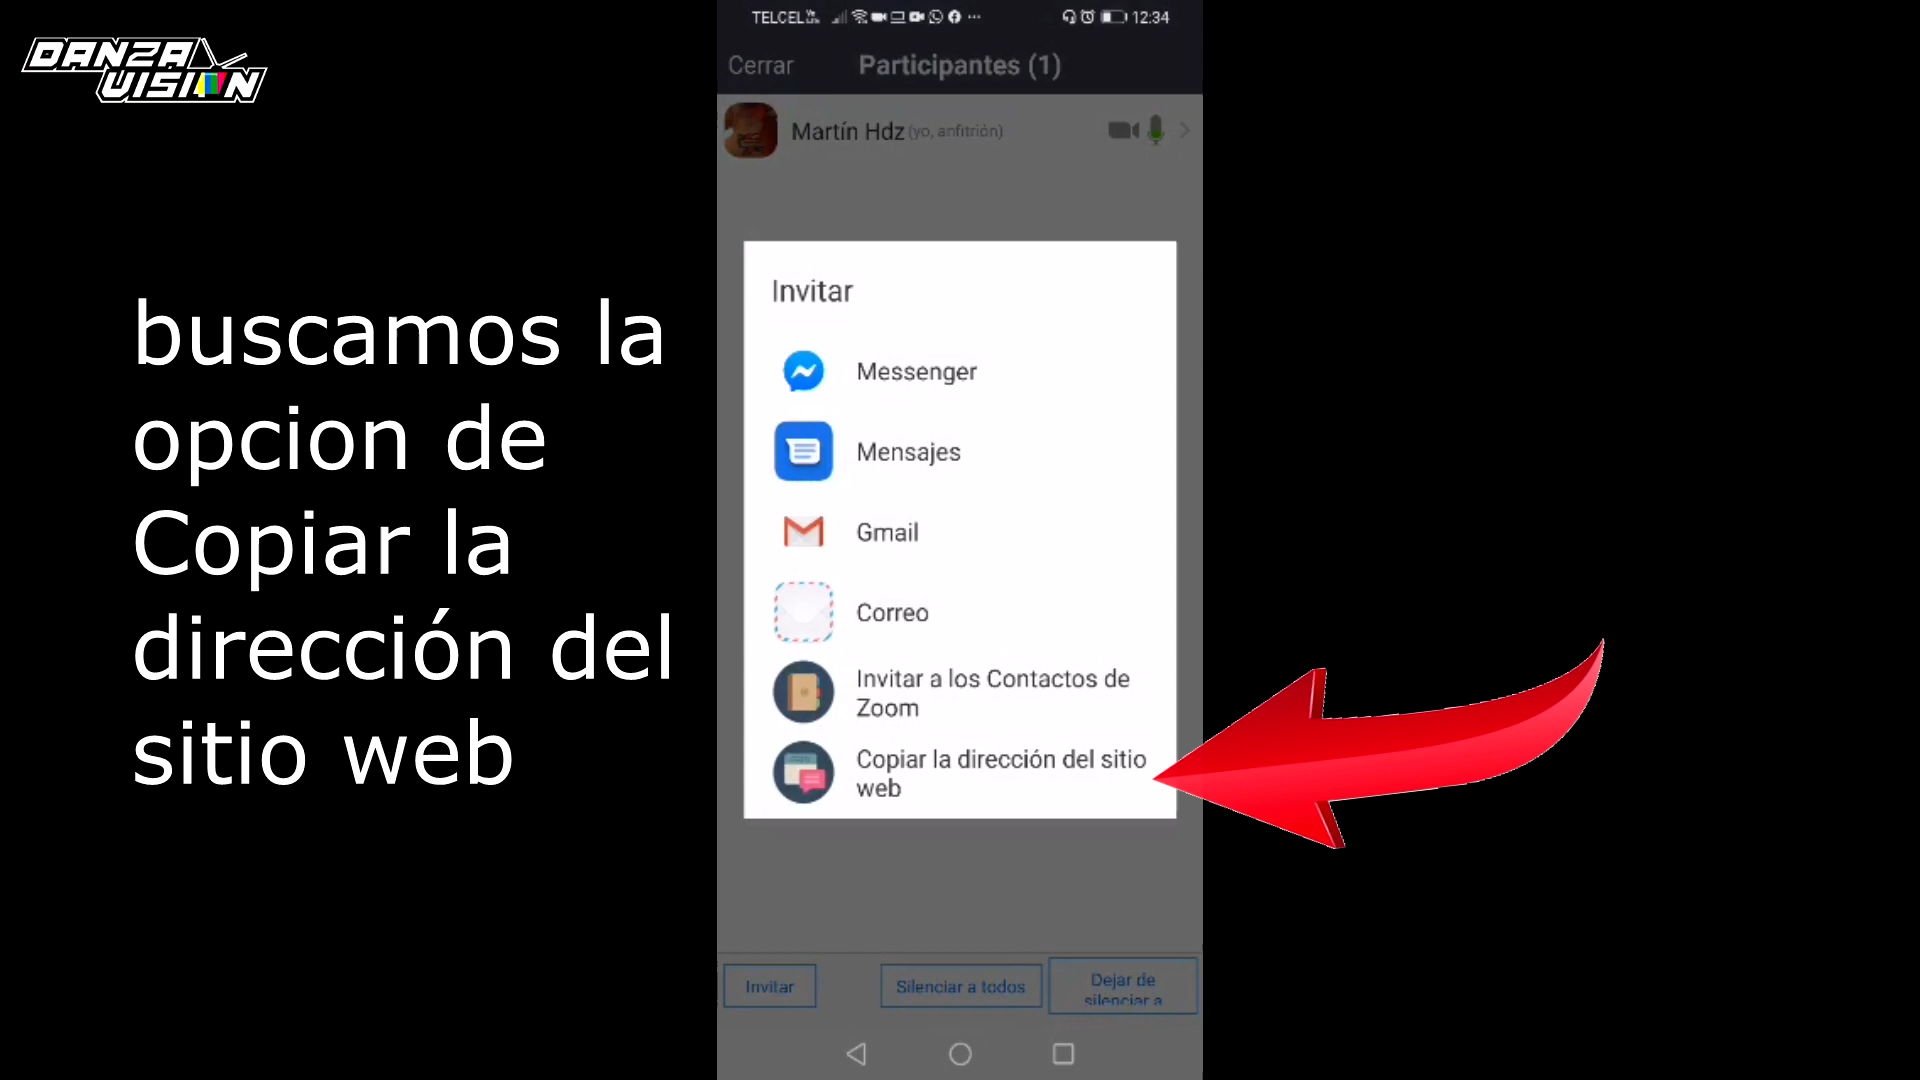 DANZA
VISION
buscamos la
opcion de
Copiar la
dirección del
sitio web
TELCEL 12:34
Cerrar Participantes (1)
Martín Hdz (yo, anfitrión)
Invitar
Messenger
Mensajes
Gmail
Correo
Invitar a los Contactos de
Zoom
Copiar la dirección del sitio
web
Invitar Silenciar a todos Dejar de
silenciar a